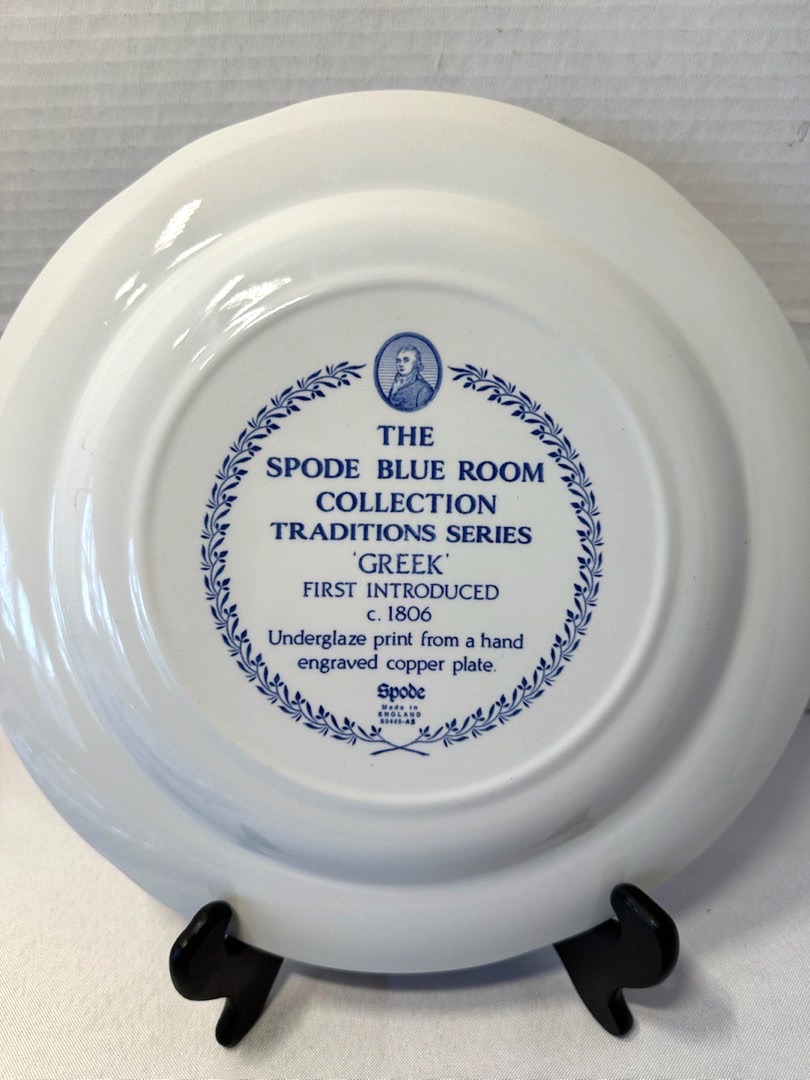 THE
SPODE BLUE ROOM
COLLECTION
TRADITIONS SERIES
'GREEK'
FIRST INTRODUCED
c. 1806
Underglaze print from a hand
engraved copper plate.
Spode
Made in
ENGLAND